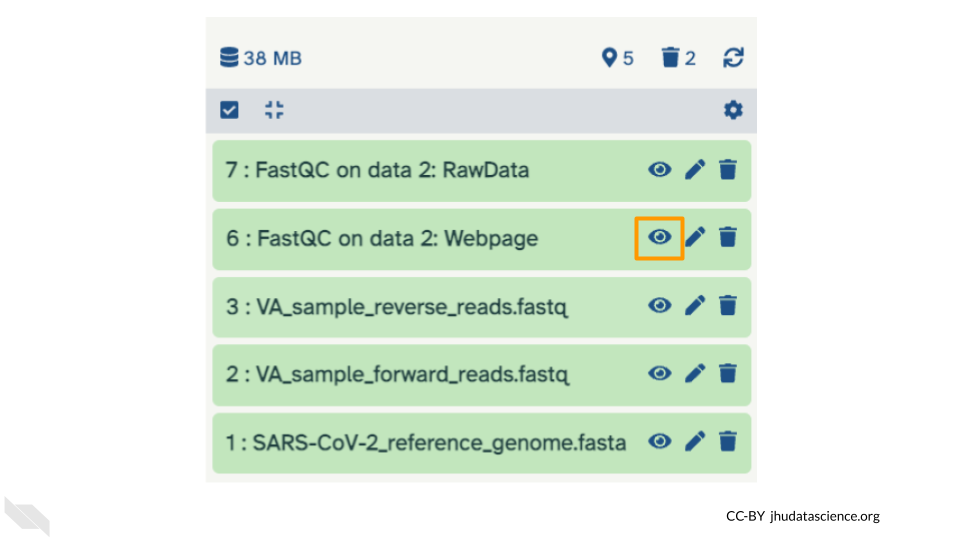 38 MB 5 2
7 : FastQC on data 2: RawData
6 : FastQC on data 2: Webpage
3 : VA_sample_reverse_reads.fastq
2 : VA_sample_forward_reads.fastq
1 : SARS-CoV-2_reference_genome.fasta
CC-BY jhudatascience.org